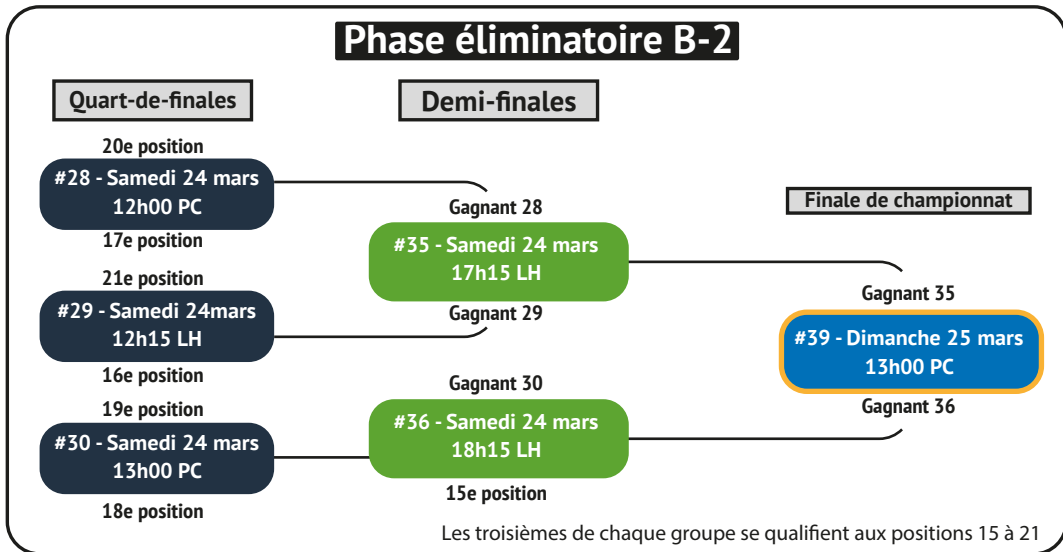 Phase éliminatoire B-2
Quart-de-finales
Demi-finales
20e position
#28 - Samedi 24 mars
12h00 PC
17e position
21e position
#29 - Samedi 24mars
12h15 LH
16e position
19e position
#30 - Samedi 24 mars
13h00 PC
18e position
Gagnant 28
#35 - Samedi 24 mars
17h15 LH
Gagnant 29
Gagnant 30
#36 - Samedi 24 mars
18h15 LH
15e position
Finale de championnat
Gagnant 35
#39 - Dimanche 25 mars
13h00 PC
Gagnant 36
Les troisièmes de chaque groupe se qualifient aux positions 15 à 21